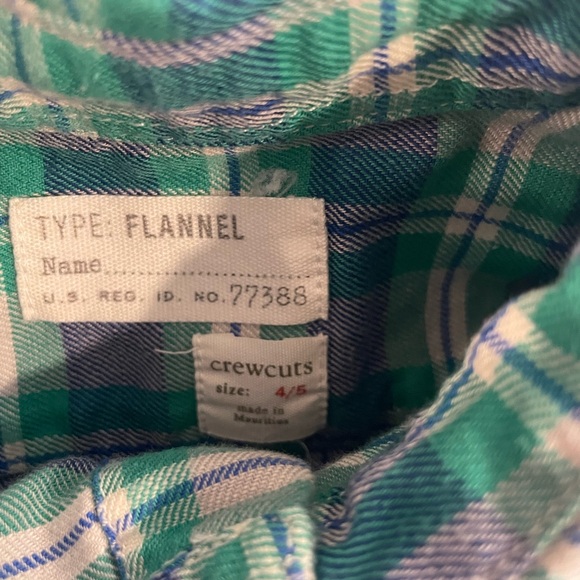 TYPE: FLANNEL
Name....................
U.S. REG. ID. NO. 77388
crewcuts
size: 4/5
made in
Mauritius